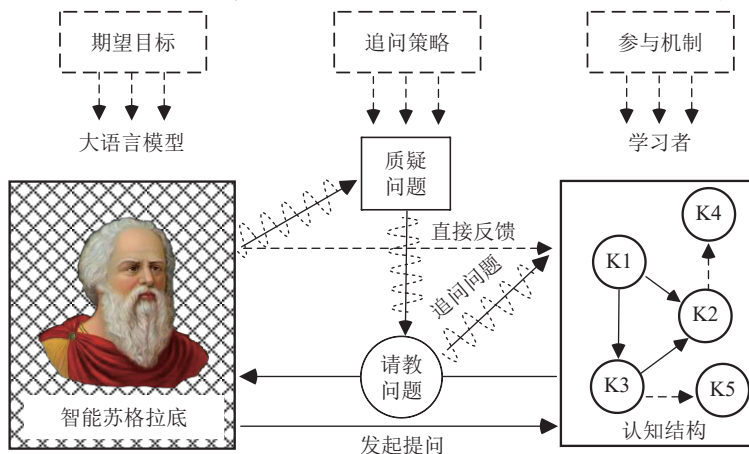 期望目标
追问策略
参与机制
大语言模型
学习者
质疑
问题
K4
直接反馈
K1
追问问题
K2
请教
问题
K3
K5
智能苏格拉底
认知结构
发起提问